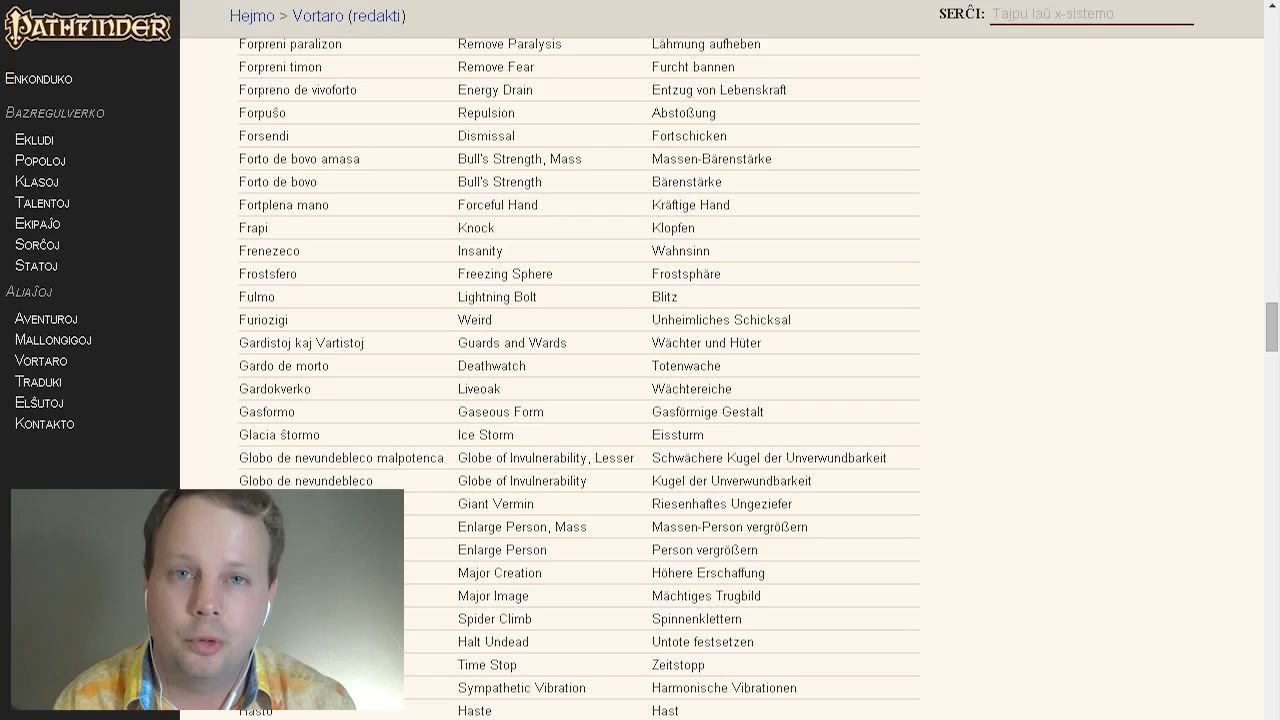 PATHFINDER
Hejmo > Vortaro (redakti)
SERĈI: Tajpu laŭ x-sistemo
Enkonduko
Bazregulverko
Ekludi
Popoloj
Klasoj
Talentoj
Ekipaĵo
Sorĉoj
Statoj
Aliaĵoj
Aventuroj
Mallongigoj
Vortaro
Traduki
Elŝutoj
Kontakto
Forpreni paralizon Remove Paralysis Lähmung aufheben
Forpreni timon Remove Fear Furcht bannen
Forpreno de vivoforto Energy Drain Entzug von Lebenskraft
Forpuŝo Repulsion Abstoßung
Forsendi Dismissal Fortschicken
Forto de bovo amasa Bull's Strength, Mass Massen-Bärenstärke
Forto de bovo Bull's Strength Bärenstärke
Fortplena mano Forceful Hand Kräftige Hand
Frapi Knock Klopfen
Frenezeco Insanity Wahnsinn
Frostsfero Freezing Sphere Frostsphäre
Fulmo Lightning Bolt Blitz
Furiozigi Weird Unheimliches Schicksal
Gardistoj kaj Vartistoj Guards and Wards Wächter und Hüter
Gardo de morto Deathwatch Totenwache
Gardokverko Liveoak Wächtereiche
Gasformo Gaseous Form Gasförmige Gestalt
Glacia ŝtormo Ice Storm Eissturm
Globo de nevundebleco malpotenca Globe of Invulnerability, Lesser Schwächere Kugel der Unverwundbarkeit
Globo de nevundebleco Globe of Invulnerability Kugel der Unverwundbarkeit
Giant Vermin Riesenhaftes Ungeziefer
Enlarge Person, Mass Massen-Person vergrößern
Enlarge Person Person vergrößern
Major Creation Höhere Erschaffung
Major Image Mächtiges Trugbild
Spider Climb Spinnenklettern
Halt Undead Untote festsetzen
Time Stop Zeitstopp
Sympathetic Vibration Harmonische Vibrationen
Hasto Haste Hast